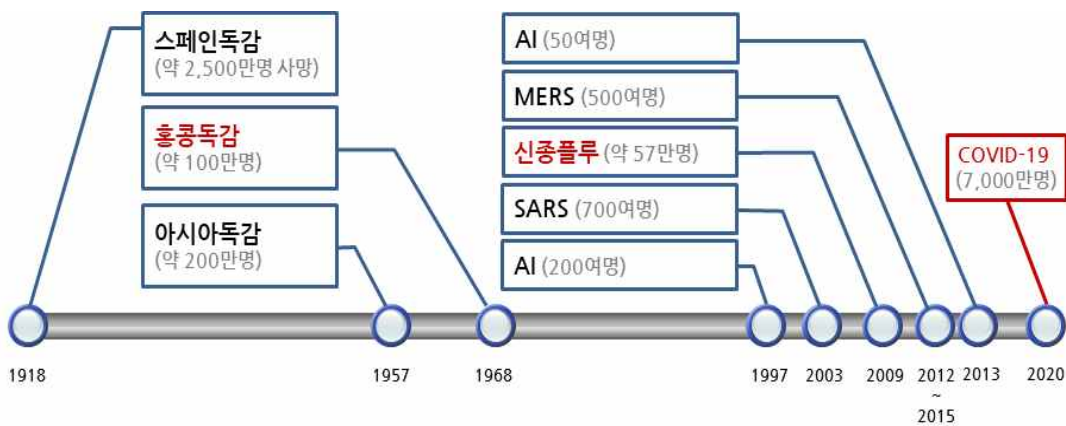 스페인독감
(약 2,500만명 사망)
홍콩독감
(약 100만명)
아시아독감
(약 200만명)
AI (50여명)
MERS (500여명)
신종플루 (약 57만명)
SARS (700여명)
AI (200여명)
COVID-19
(7,000만명)
1918
1957
1968
1997
2003
2009
2012
~
2015
2013
2020